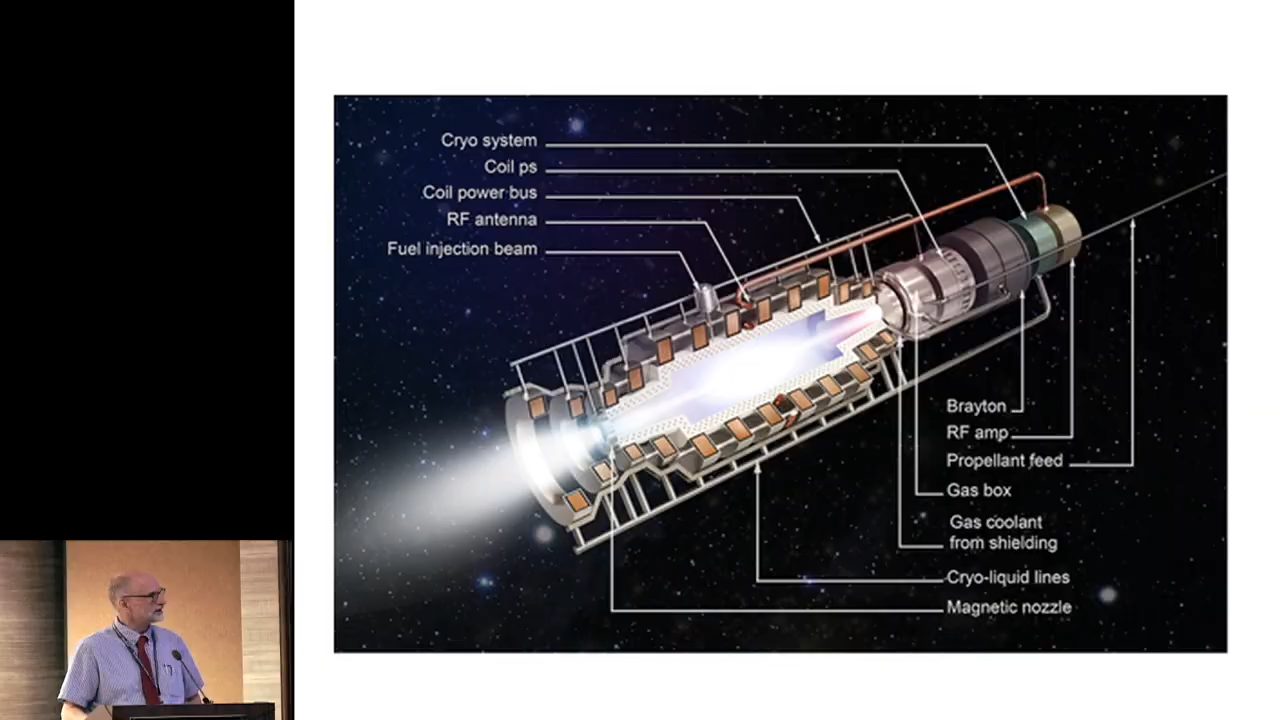 Cryo system
Coil ps
Coil power bus
RF antenna
Fuel injection beam
Brayton
RF amp
Propellant feed
Gas box
Gas coolant
from shielding
Cryo-liquid lines
Magnetic nozzle